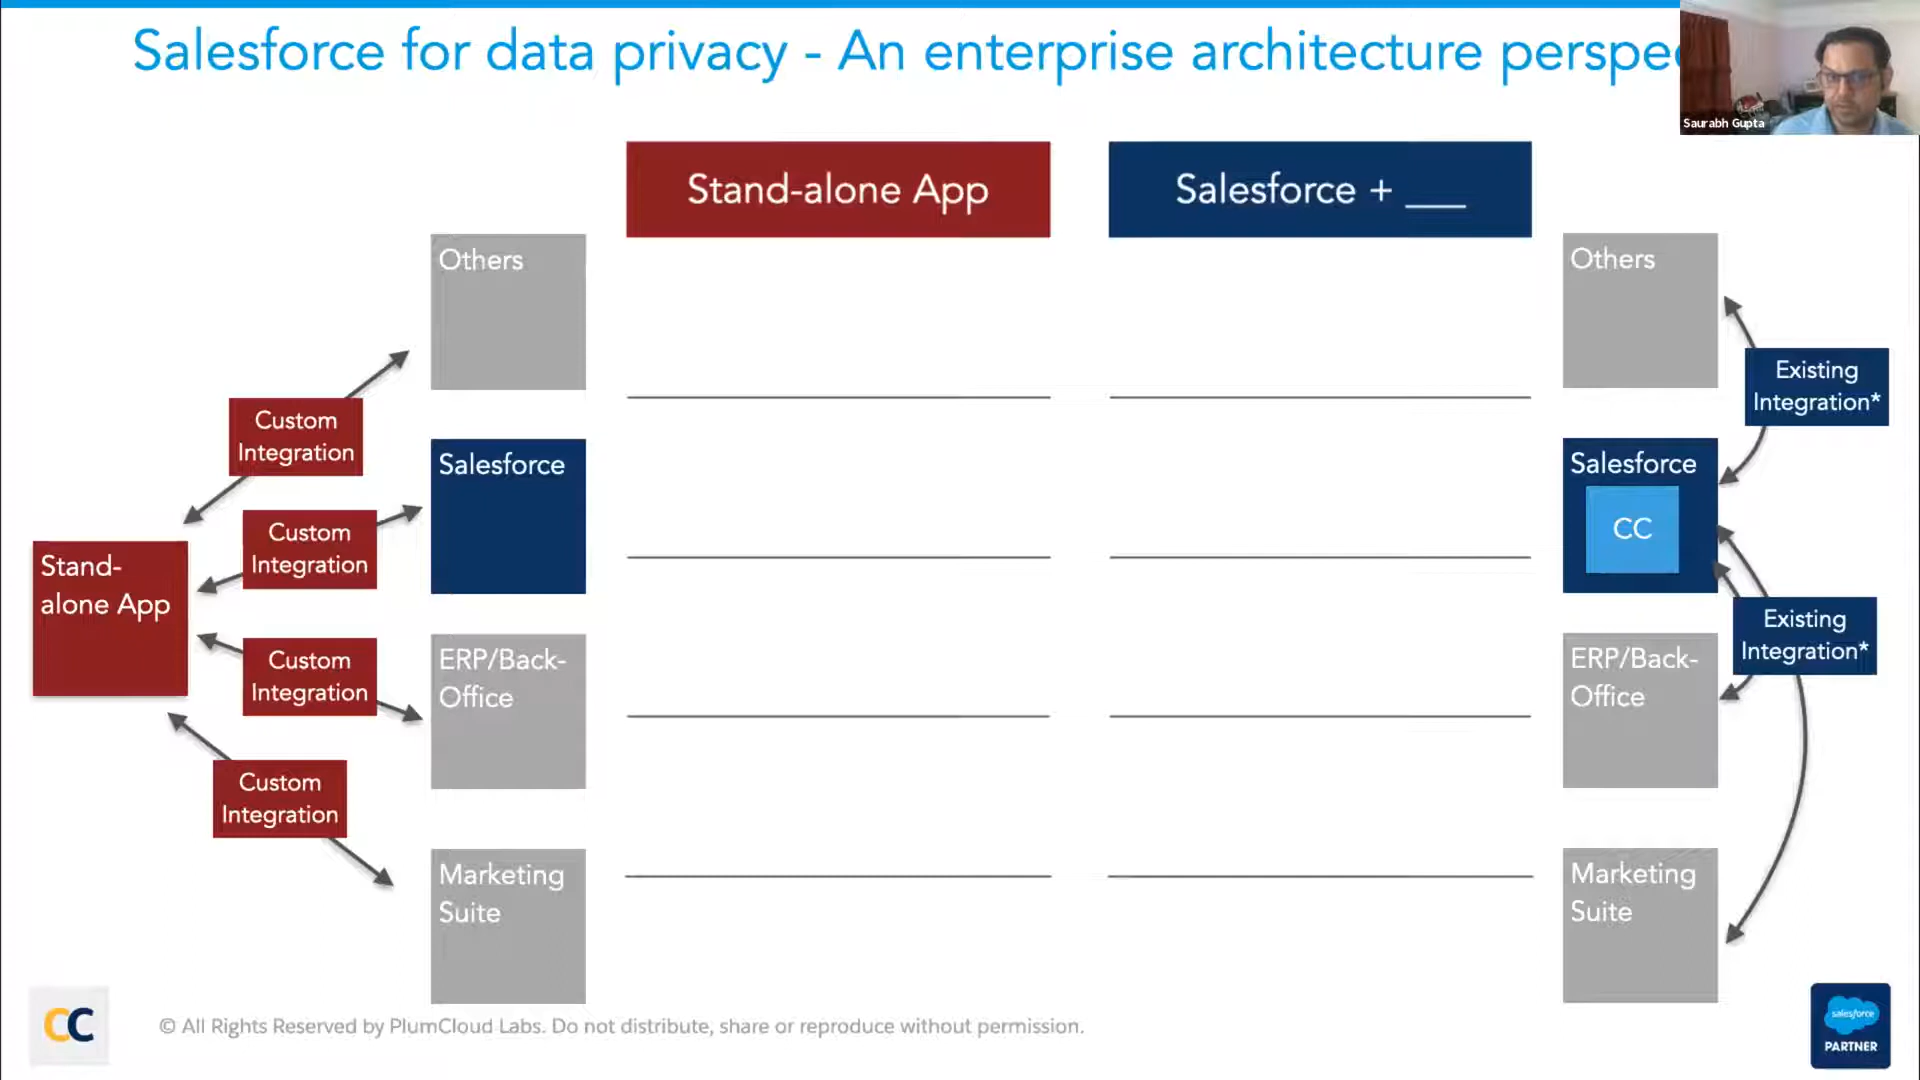 Salesforce for data privacy - An enterprise architecture perspe
Saurabh Gupta
Stand-alone App
Salesforce + ___
Others
Custom
Integration
Salesforce
Custom
Integration
Stand-
alone App
Custom
Integration
ERP/Back-
Office
Custom
Integration
Marketing
Suite
Others
Existing
Integration*
Salesforce
CC
Existing
Integration*
ERP/Back-
Office
Marketing
Suite
CC
© All Rights Reserved by PlumCloud Labs. Do not distribute, share or reproduce without permission.
salesforce
PARTNER